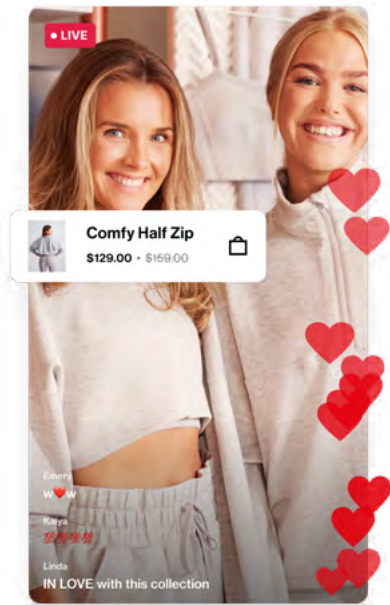 • LIVE
Comfy Half Zip
$129.00 • $159.00
Emery
W❤️W
Kaiya
💯💯💯💯
Linda
IN LOVE with this collection